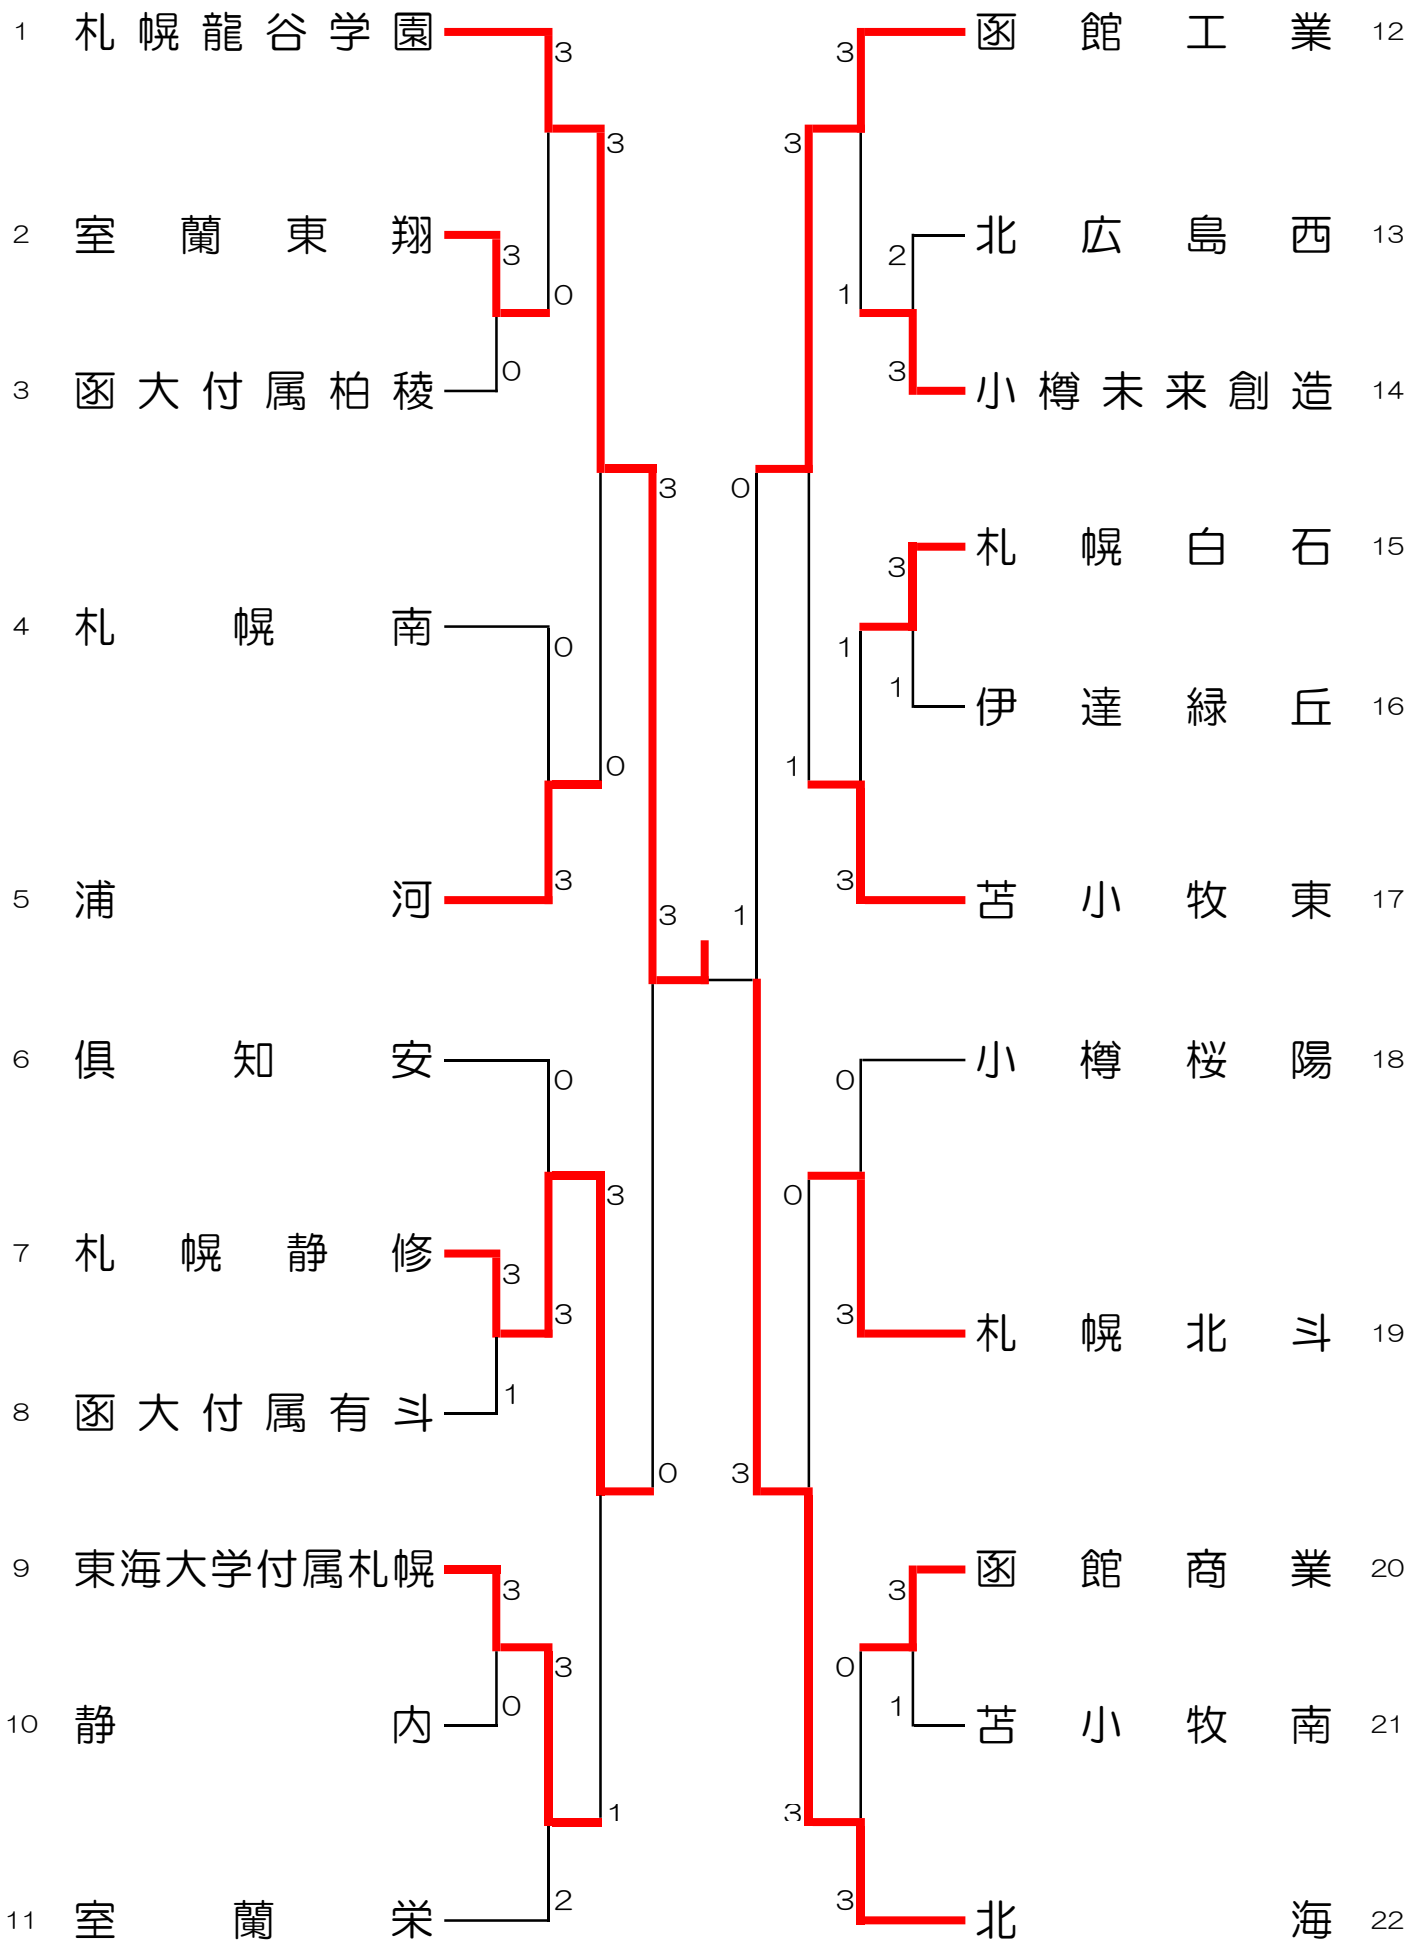 1 札幌龍谷学園 3 3 函館工業 12
3 3
2 室蘭東翔 3 2 北広島西 13
0 1
3 函大付属柏稜 0 3 小樽未来創造 14
3 0
3 札幌白石 15
4 札幌南 0 1
1 伊達緑丘 16
0 1
5 浦河 3 3 苫小牧東 17
3 1
6 倶知安 0 0 小樽桜陽 18
3 0
7 札幌静修 3
3 3 札幌北斗 19
8 函大付属有斗 1
0 3
9 東海大学付属札幌 3 3 函館商業 20
3 0
10 静内 0 1 苫小牧南 21
1 3
11 室蘭栄 2 3 北海 22